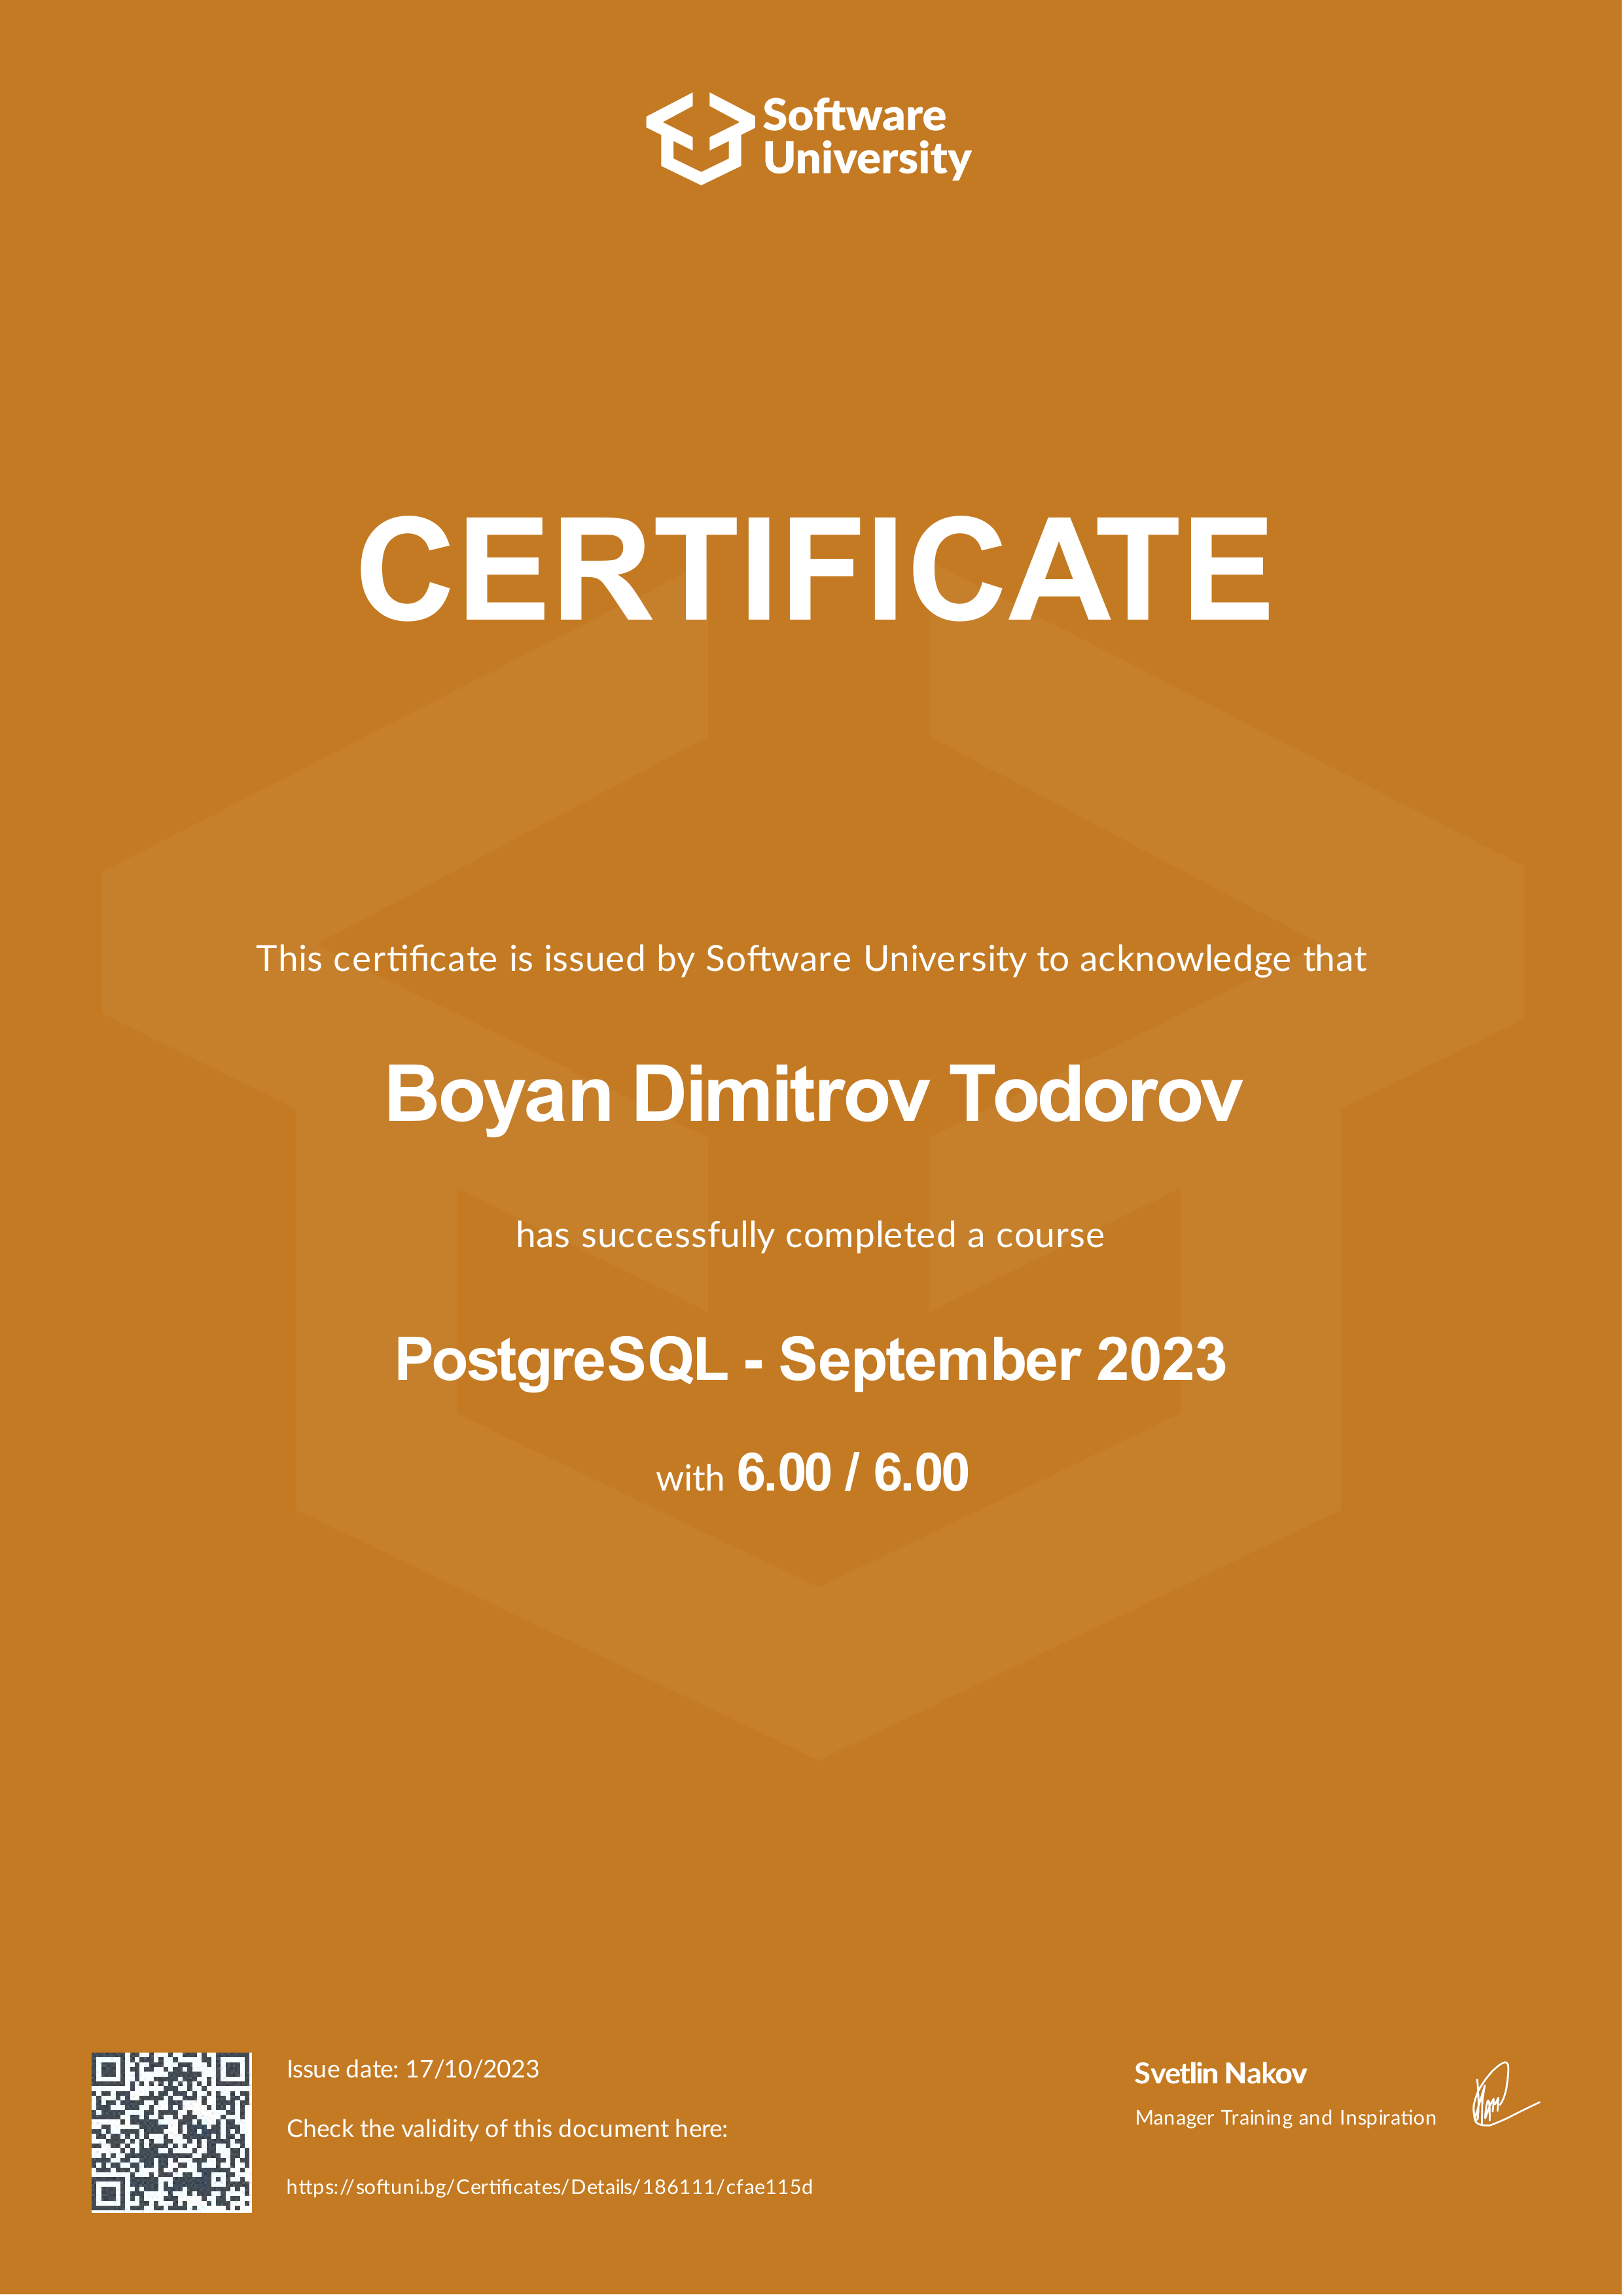 Software
University
CERTIFICATE
This certificate is issued by Software University to acknowledge that
Boyan Dimitrov Todorov
has successfully completed a course
PostgreSQL - September 2023
with 6.00 / 6.00
Issue date: 17/10/2023
Check the validity of this document here:
https://softuni.bg/Certificates/Details/186111/cfae115d
Svetlin Nakov
Manager Training and Inspiration